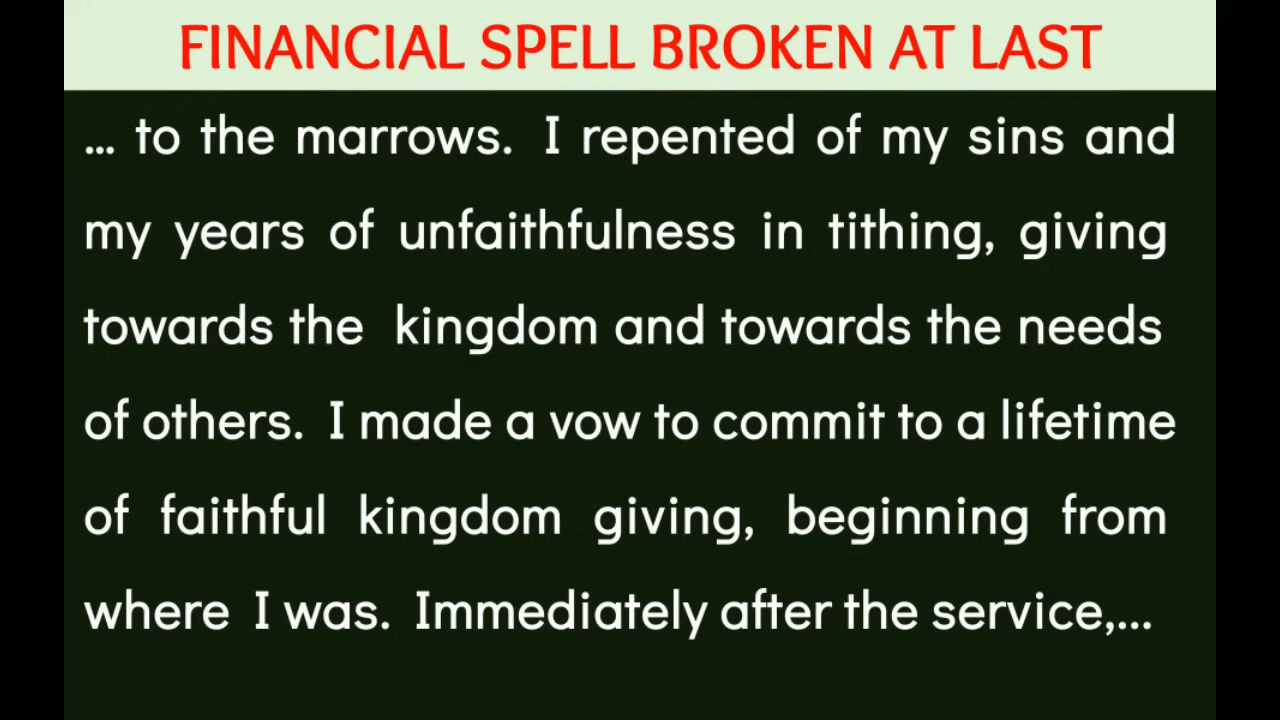 FINANCIAL SPELL BROKEN AT LAST
... to the marrows. I repented of my sins and
my years of unfaithfulness in tithing, giving
towards the kingdom and towards the needs
of others. I made a vow to commit to a lifetime
of faithful kingdom giving, beginning from
where I was. Immediately after the service,...